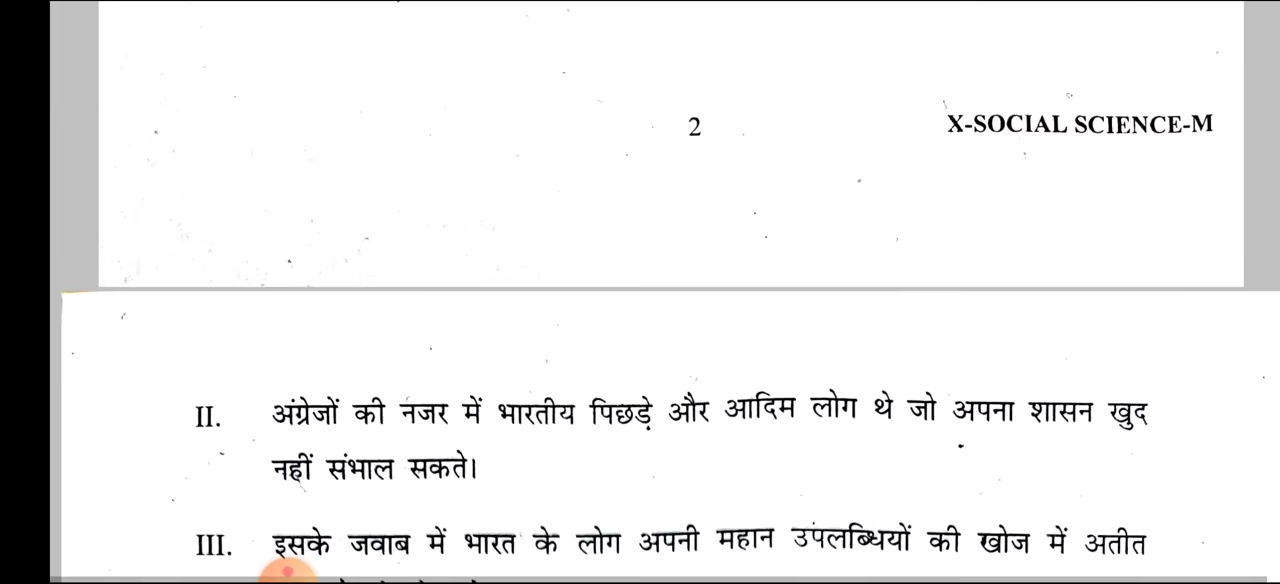 2
X-SOCIAL SCIENCE-M
II. अंग्रेजों की नजर में भारतीय पिछड़े और आदिम लोग थे जो अपना शासन खुद
नहीं संभाल सकते।
III. इसके जवाब में भारत के लोग अपनी महान उपलब्धियों की खोज में अतीत